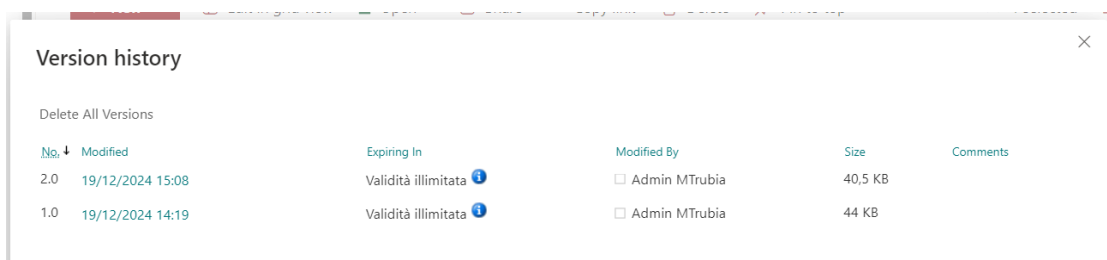 Version history
Delete All Versions
No. Modified Expiring In Modified By Size Comments
2.0 19/12/2024 15:08 Validità illimitata Admin MTrubia 40,5 KB
1.0 19/12/2024 14:19 Validità illimitata Admin MTrubia 44 KB